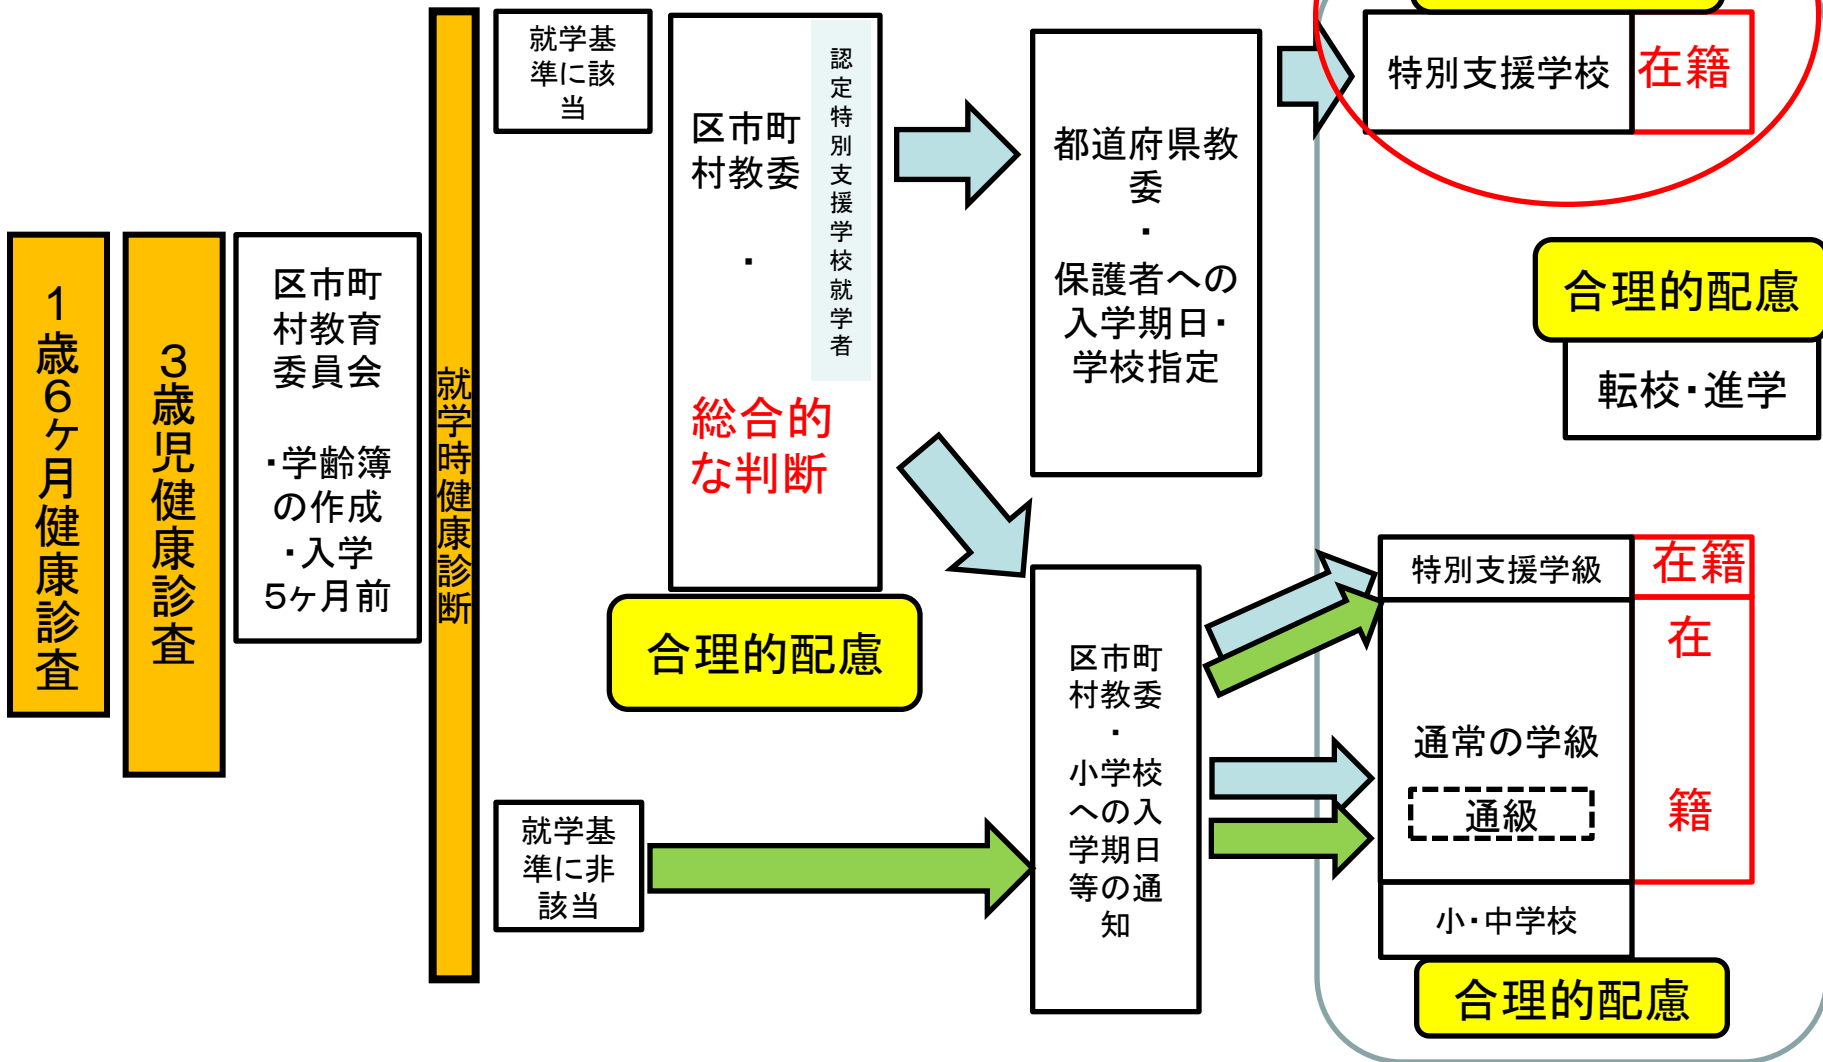 1歳6ヶ月健康診査
3歳児健康診査
区市町
村教育
委員会
・学齢簿
の作成
・入学
5ヶ月前
就学時健康診断
就学基
準に該
当
区市町
村教委
・
認定特別支援学校就学者
総合的
な判断
合理的配慮
就学基
準に非
該当
都道府県教
委
・
保護者への
入学期日・
学校指定
区市町
村教委
・
小学校
への入
学期日
等の通
知
特別支援学校
在籍
合理的配慮
転校・進学
特別支援学級
在籍
通常の学級
通級
在
籍
小・中学校
合理的配慮